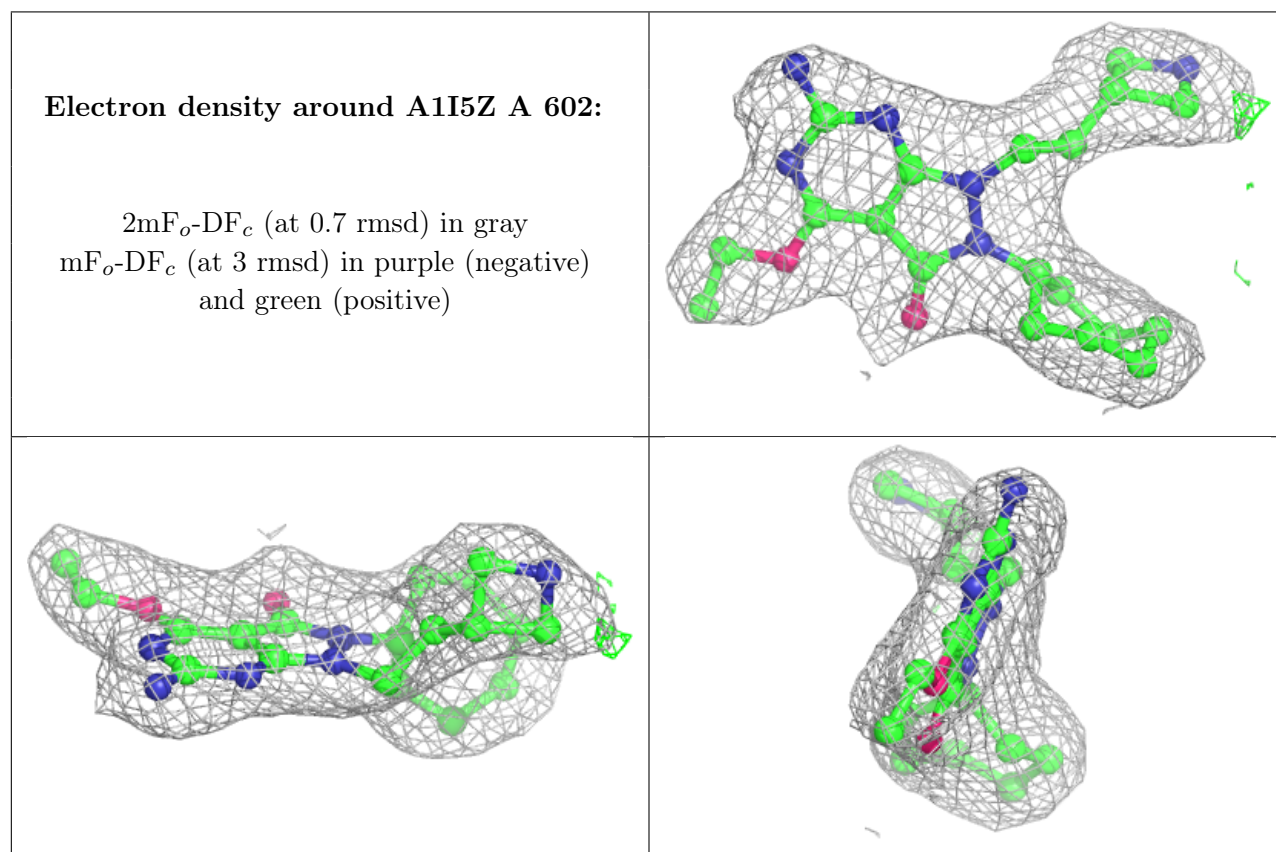 Electron density around A1I5Z A 602:
2mFₒ-DF𝒸 (at 0.7 rmsd) in gray
mFₒ-DF𝒸 (at 3 rmsd) in purple (negative)
and green (positive)